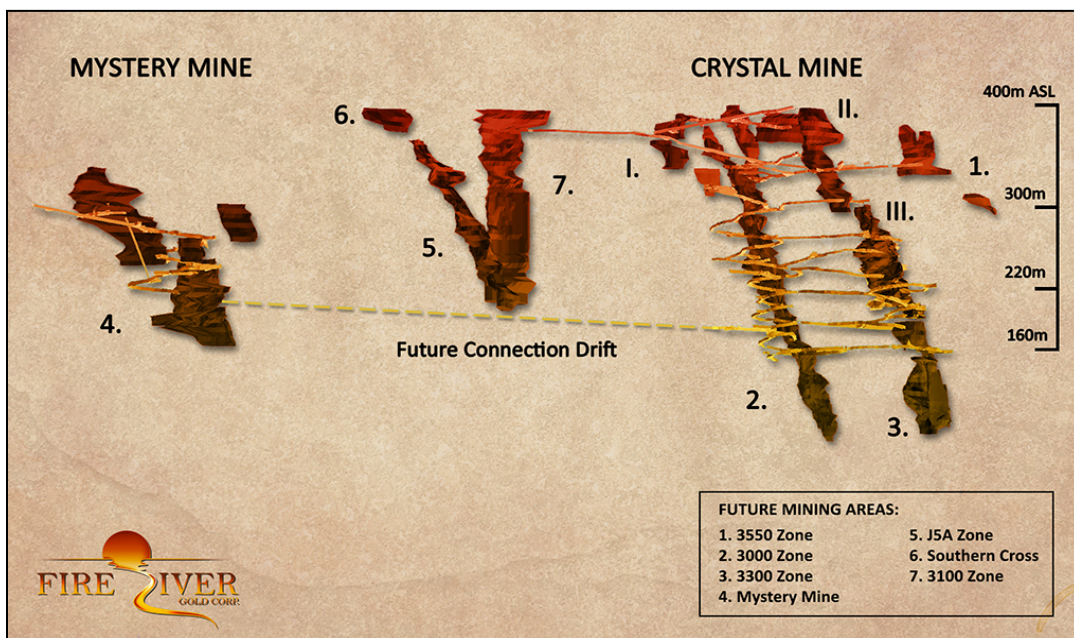 MYSTERY MINE
CRYSTAL MINE
400m ASL
6.
II.
I.
1.
7.
300m
III.
5.
220m
4.
160m
Future Connection Drift
2.
3.
FUTURE MINING AREAS:
1. 3550 Zone
2. 3000 Zone
3. 3300 Zone
4. Mystery Mine
5. J5A Zone
6. Southern Cross
7. 3100 Zone
FIRE RIVER
GOLD CORP.